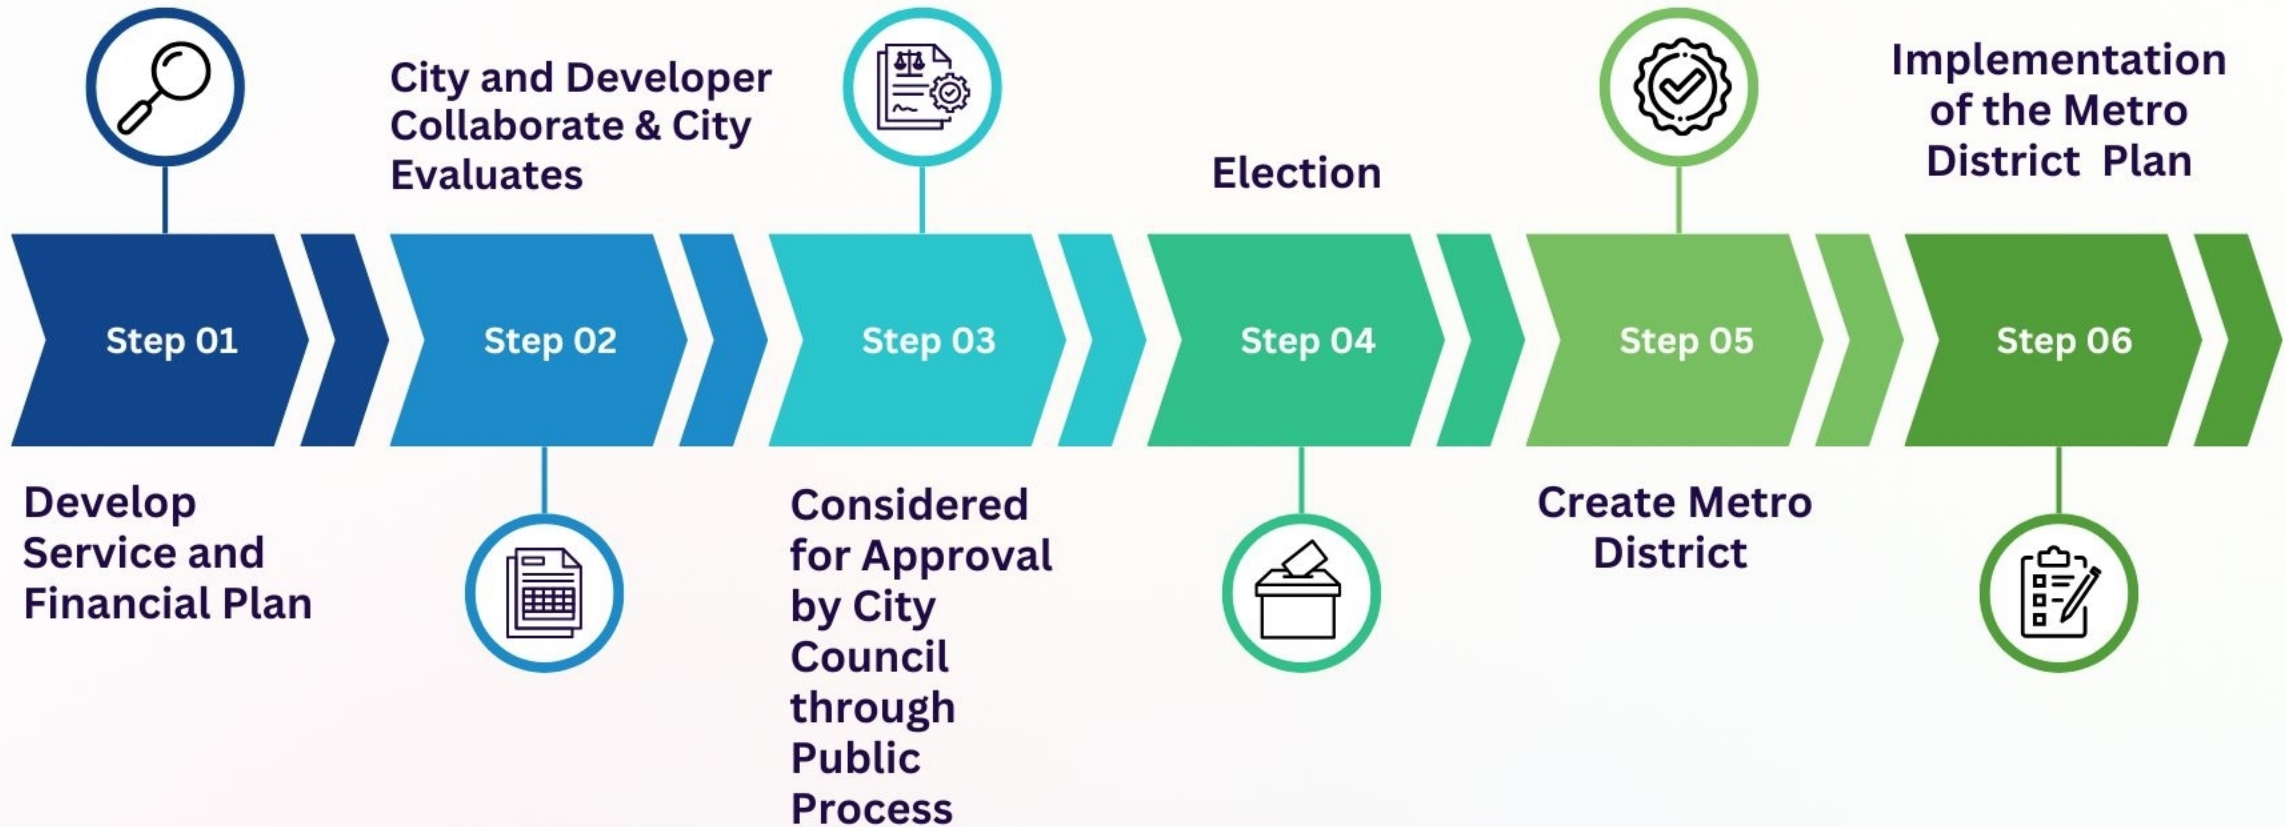 Step 01
Develop
Service and
Financial Plan
City and Developer
Collaborate & City
Evaluates
Step 02
Step 03
Considered
for Approval
by City
Council
through
Public
Process
Election
Step 04
Step 05
Create Metro
District
Implementation
of the Metro
District Plan
Step 06